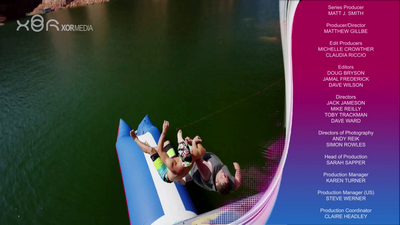 XOR XORMEDIA
Series Producer
MATT J. SMITH
Producer/Director
MATTHEW GILLBE
Edit Producers
MICHELLE CROWTHER
CLAUDIA RICCIO
Editors
DOUG BRYSON
JAMAL FREDERICK
DAVE WILSON
Directors
JACK JAMESON
MIKE REILLY
TOBY TRACKMAN
DAVE WARD
Directors of Photography
ANDY REIK
SIMON ROWLES
Head of Production
SARAH SAPPER
Production Manager
KAREN TURNER
Production Manager (US)
STEVE WERNER
Production Coordinator
CLAIRE HEADLEY